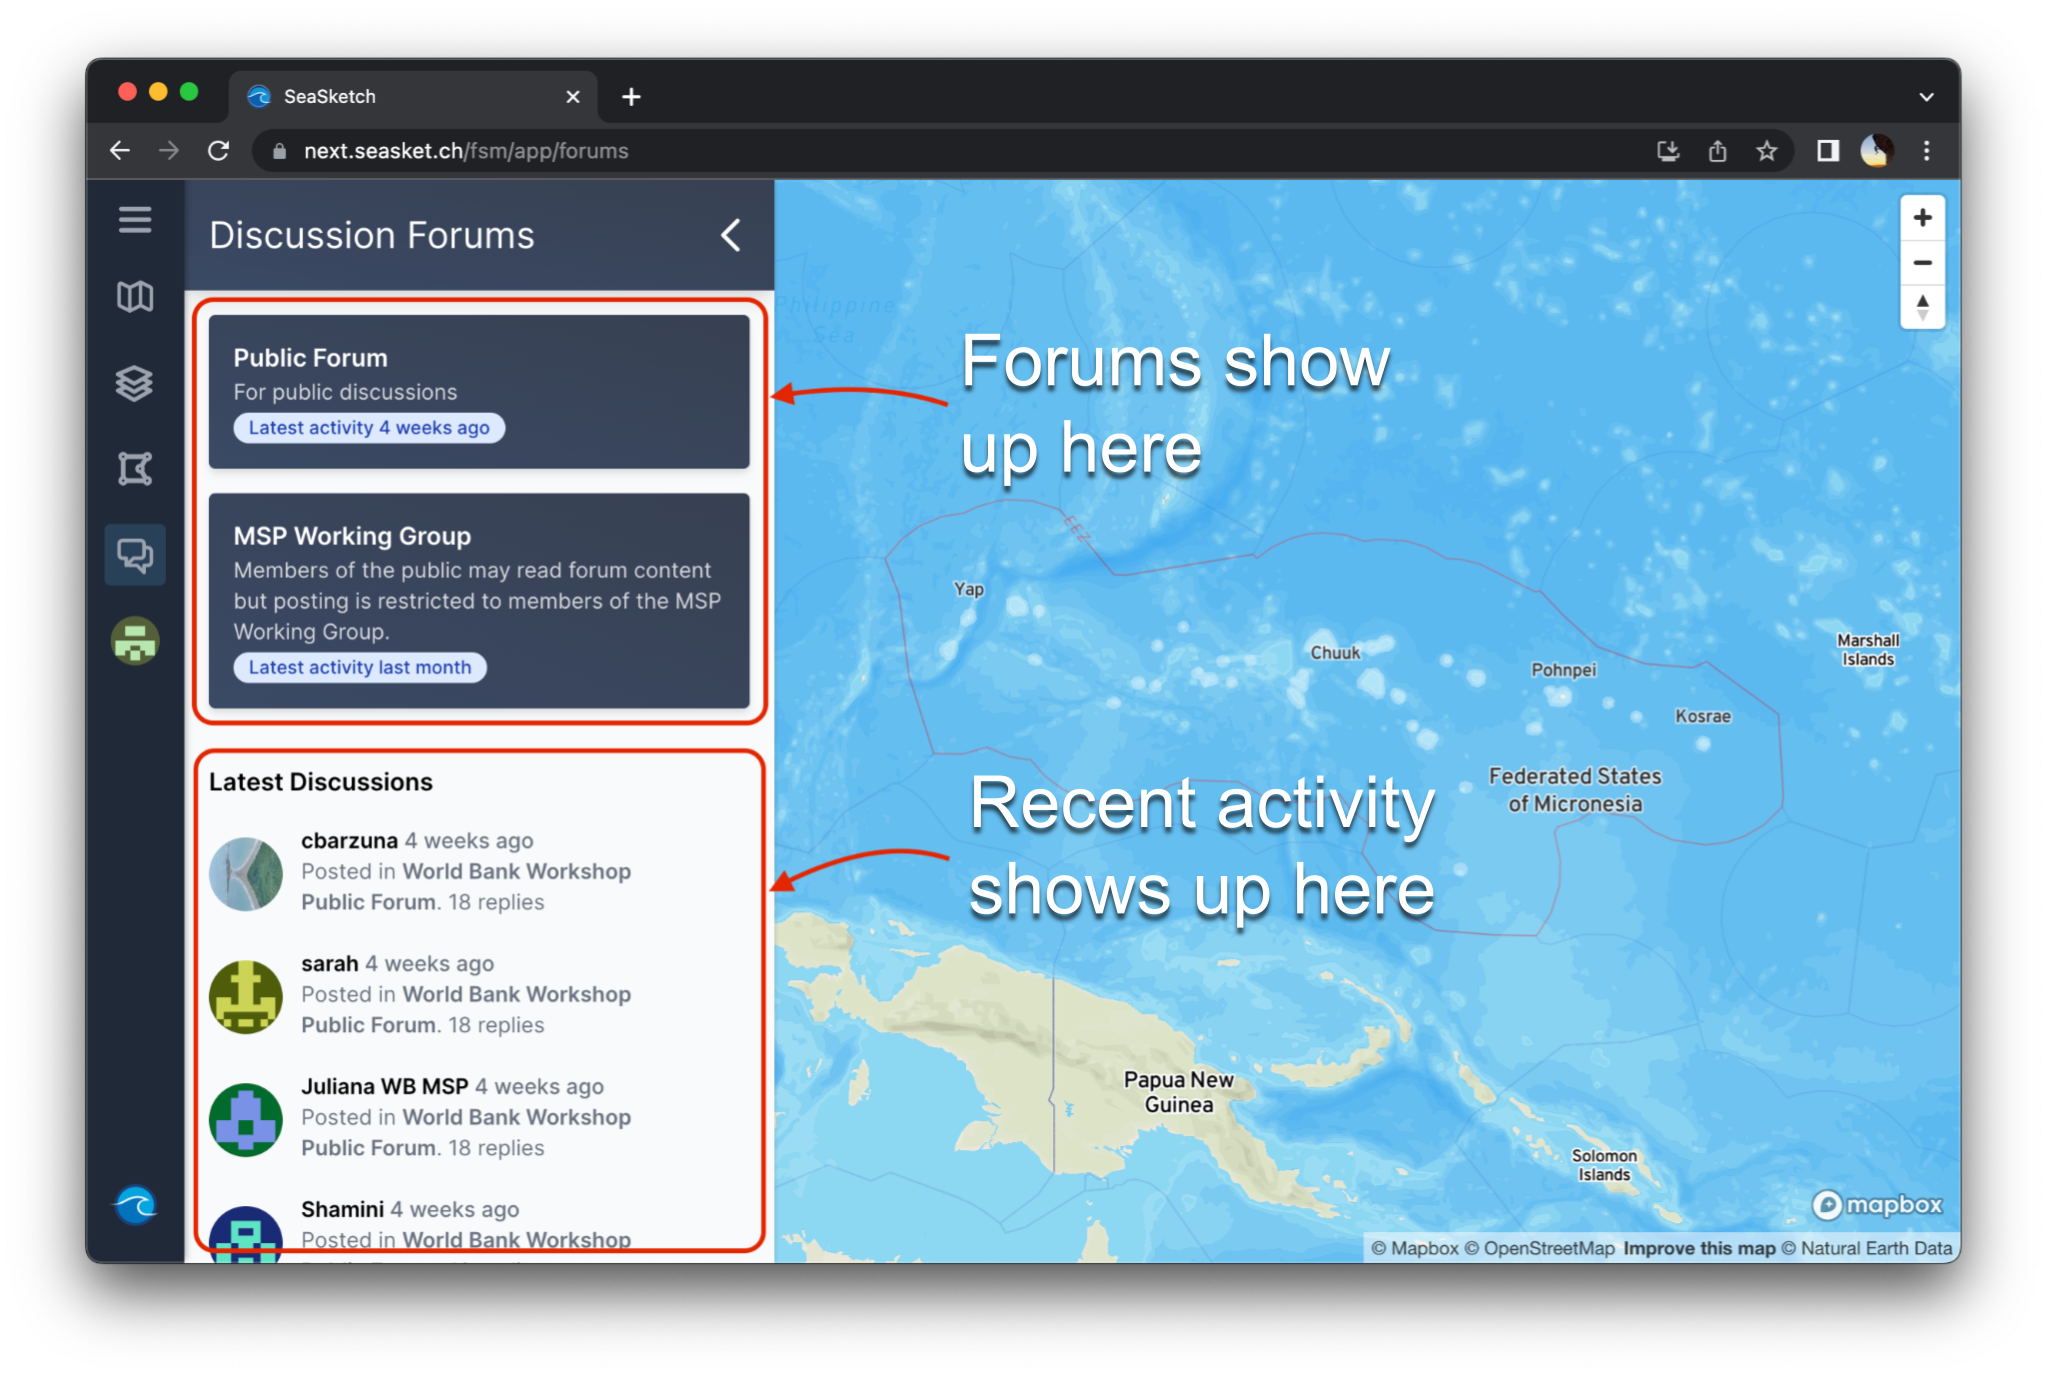 SeaSketch
next.seasket.ch/fsm/app/forums
Discussion Forums
Public Forum
For public discussions
Latest activity 4 weeks ago
MSP Working Group
Members of the public may read forum content
but posting is restricted to members of the MSP
Working Group.
Latest activity last month
Latest Discussions
cbarzuna 4 weeks ago
Posted in World Bank Workshop
Public Forum. 18 replies
sarah 4 weeks ago
Posted in World Bank Workshop
Public Forum. 18 replies
Juliana WB MSP 4 weeks ago
Posted in World Bank Workshop
Public Forum. 18 replies
Shamini 4 weeks ago
Posted in World Bank Workshop
Philippine
Sea
Forums show
up here
EEZ
Yap
Chuuk
Pohnpei
Kosrae
Marshall
Islands
Federated States
of Micronesia
Recent activity
shows up here
Papua New
Guinea
Solomon
Islands
mapbox
© Mapbox © OpenStreetMap Improve this map © Natural Earth Data